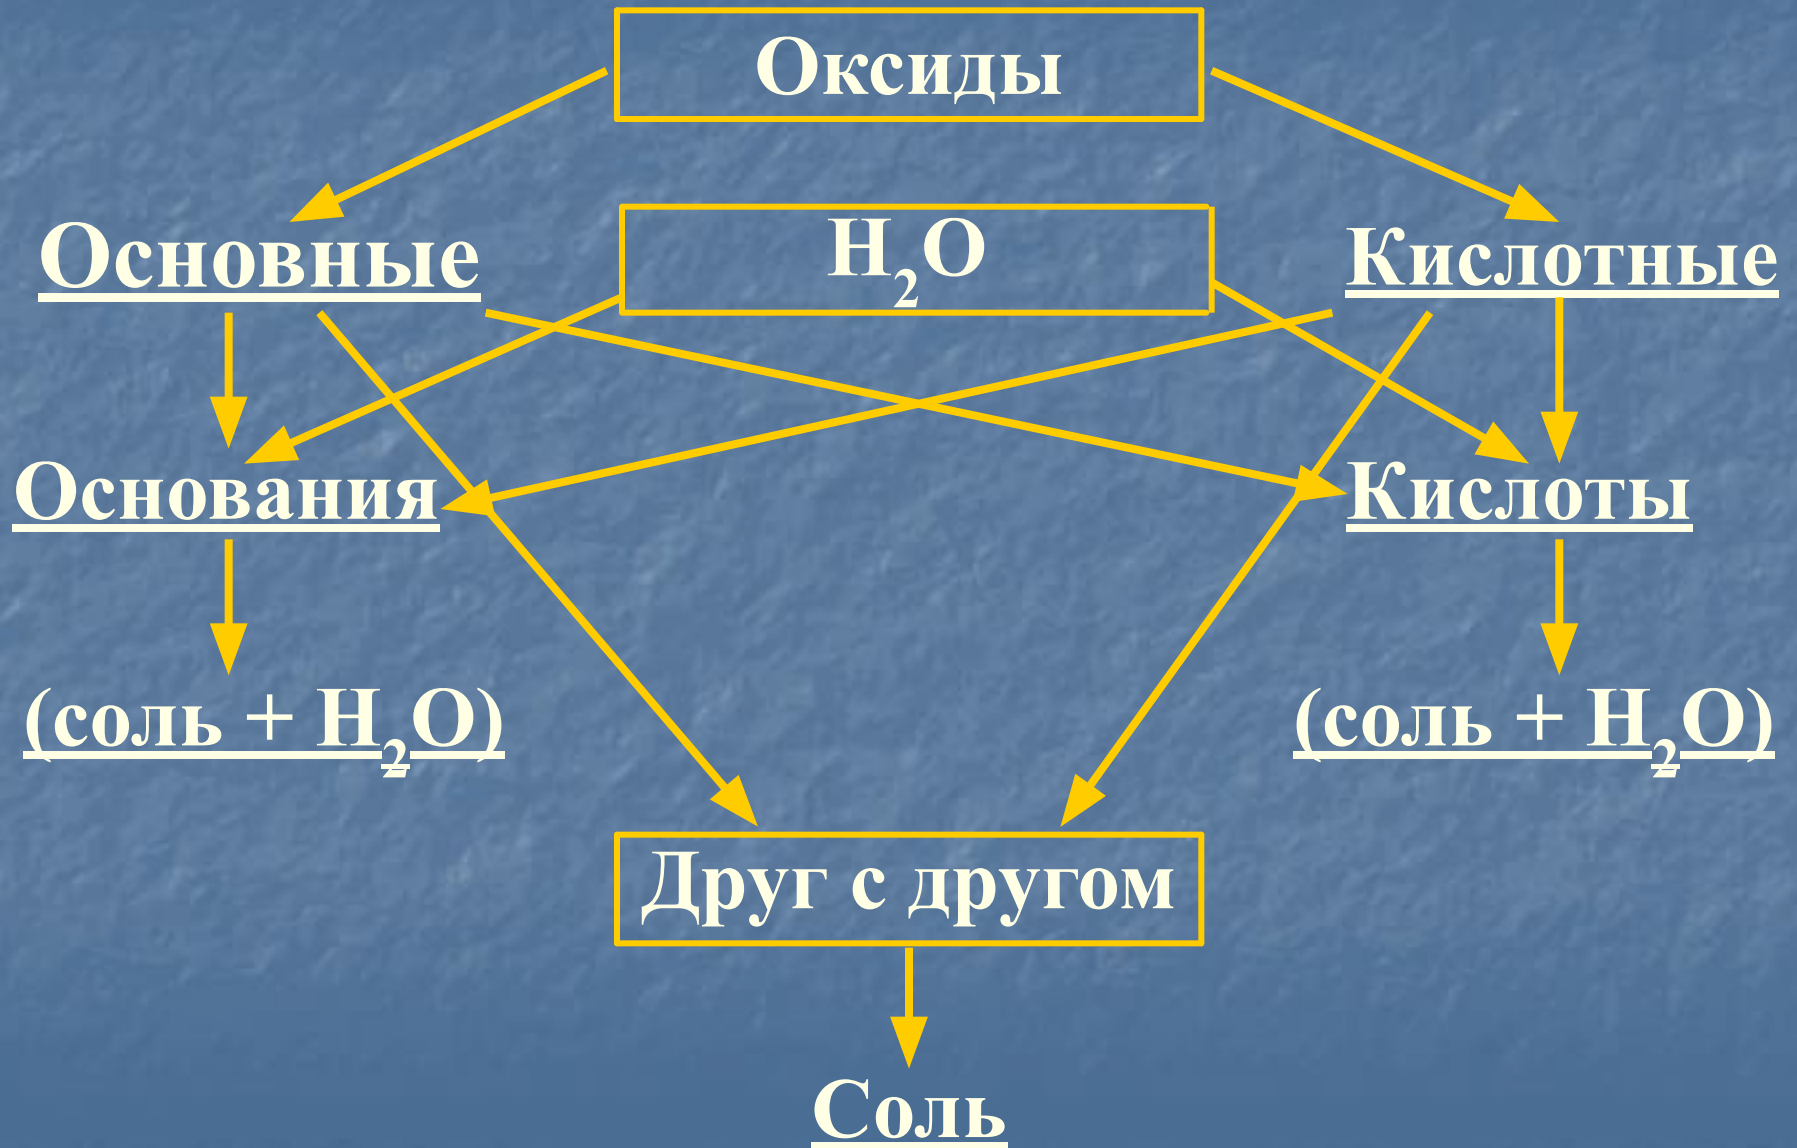 Оксиды
Основные
H₂O
Кислотные
Основания
Кислоты
(соль + H₂O)
(соль + H₂O)
Друг с другом
Соль